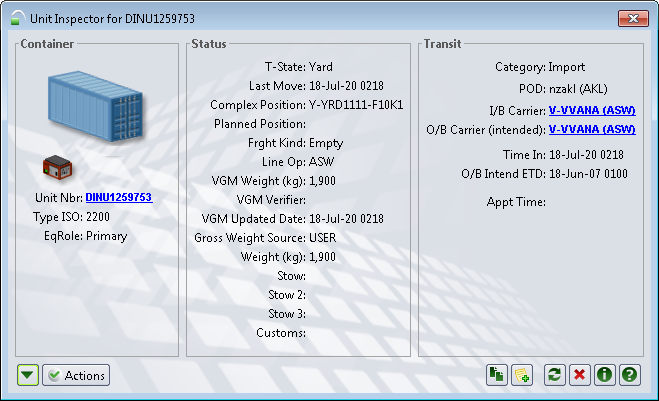 Unit Inspector for DINU1259753
Container
Unit Nbr: DINU1259753
Type ISO: 2200
EqRole: Primary
Status
T-State: Yard
Last Move: 18-Jul-20 0218
Complex Position: Y-YRD1111-F10K1
Planned Position:
Frght Kind: Empty
Line Op: ASW
VGM Weight (kg): 1,900
VGM Verifier:
VGM Updated Date: 18-Jul-20 0218
Gross Weight Source: USER
Weight (kg): 1,900
Stow:
Stow 2:
Stow 3:
Customs:
Transit
Category: Import
POD: nzakl (AKL)
I/B Carrier: V-VVANA (ASW)
O/B Carrier (intended): V-VVANA (ASW)
Time In: 18-Jul-20 0218
O/B Intend ETD: 18-Jun-07 0100
Appt Time:
Actions